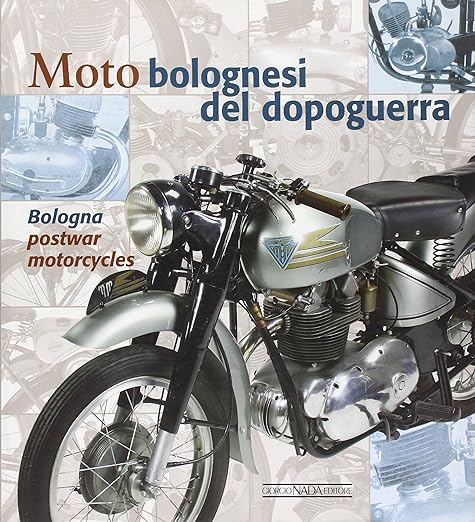 Moto bolognesi
del dopoguerra
Bologna
postwar
motorcycles
GIORGIO NADA EDITORE